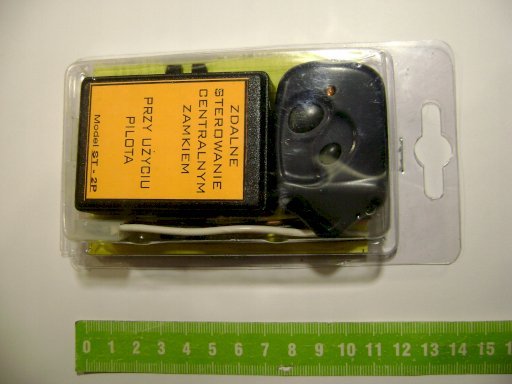 ZDALNE
STEROWANIE
CENTRALNYM
ZAMKIEM
PRZY UŻYCIU
PILOTA
Model ST - 2P
0 1 2 3 4 5 6 7 8 9 10 11 12 13 14 15 1